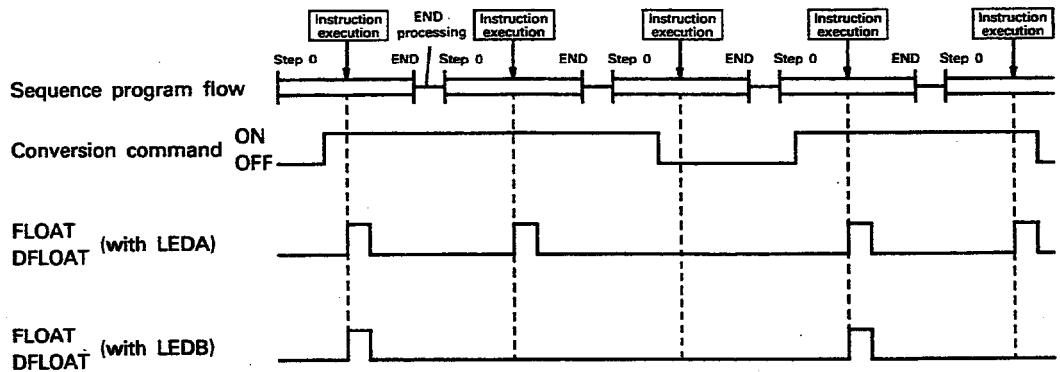 Instruction execution
END processing
Instruction execution
Instruction execution
Instruction execution
Instruction execution
Step 0 END Step 0 END Step 0 END Step 0 END Step 0
Sequence program flow
Conversion command ON
OFF
FLOAT
DFLOAT (with LEDA)
FLOAT
DFLOAT (with LEDB)